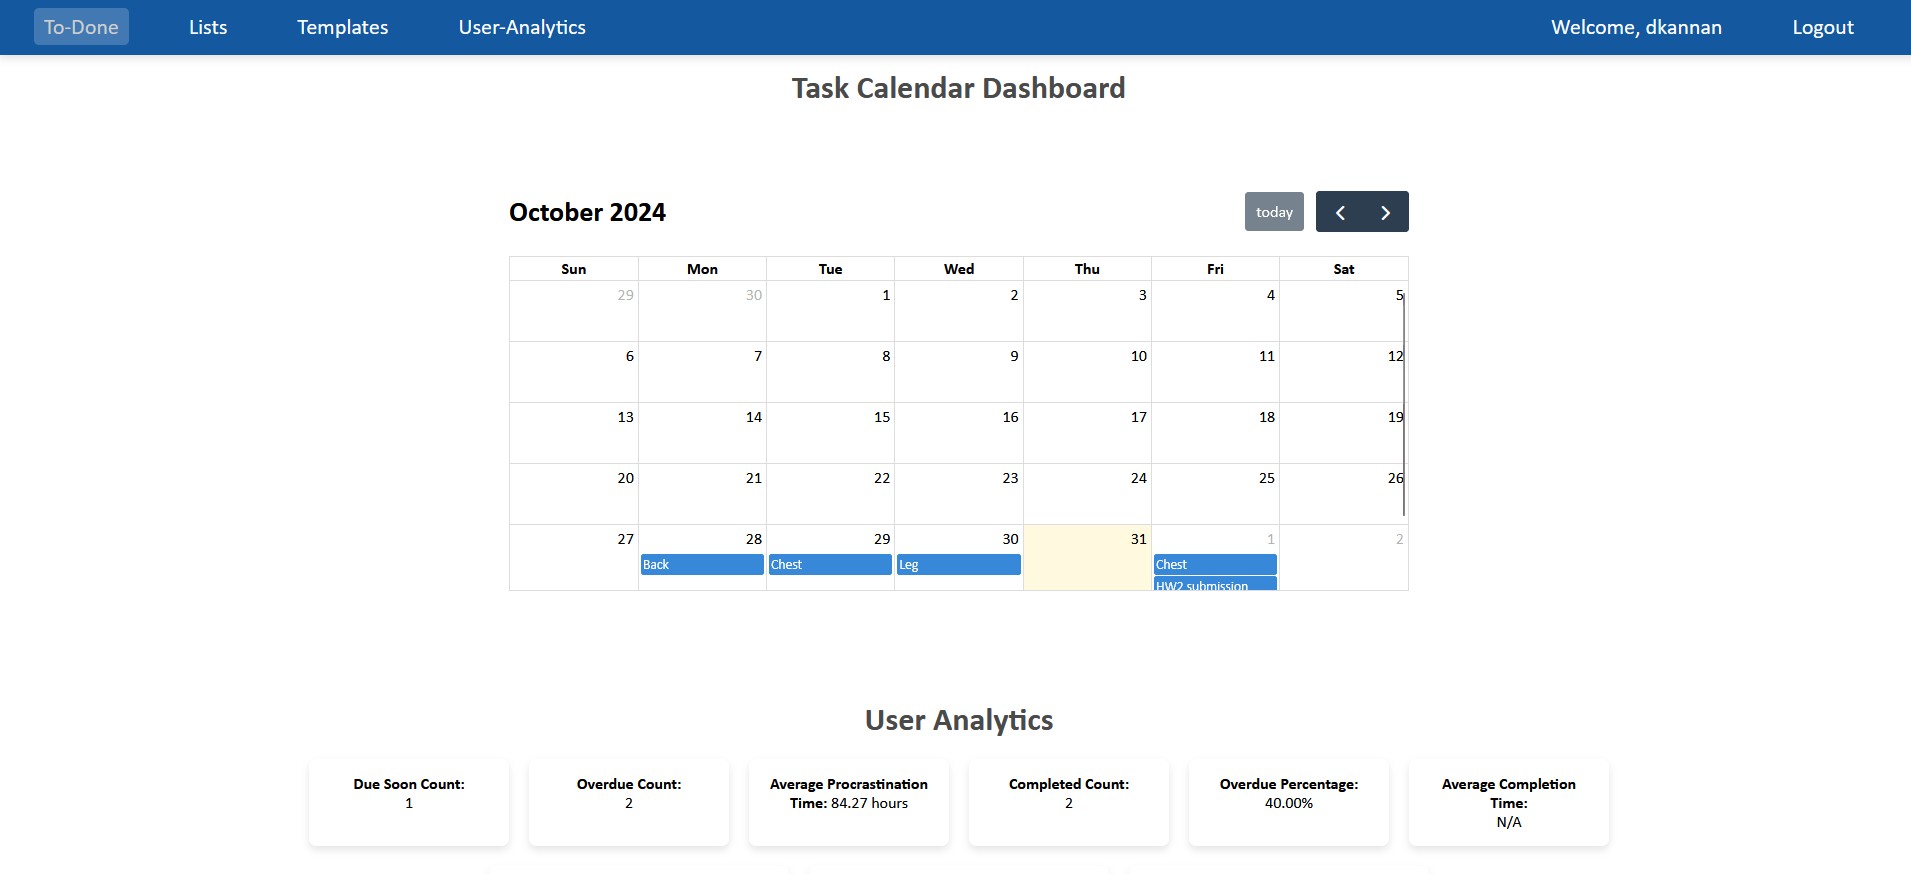 To-Done Lists Templates User-Analytics Welcome, dkannan Logout
Task Calendar Dashboard
October 2024 today
Sun Mon Tue Wed Thu Fri Sat
29 30 1 2 3 4 5
6 7 8 9 10 11 12
13 14 15 16 17 18 19
20 21 22 23 24 25 26
27 28 29 30 31 1 2
Back Chest Leg Chest
HW2 submission
User Analytics
Due Soon Count:
1
Overdue Count:
2
Average Procrastination
Time: 84.27 hours
Completed Count:
2
Overdue Percentage:
40.00%
Average Completion
Time:
N/A